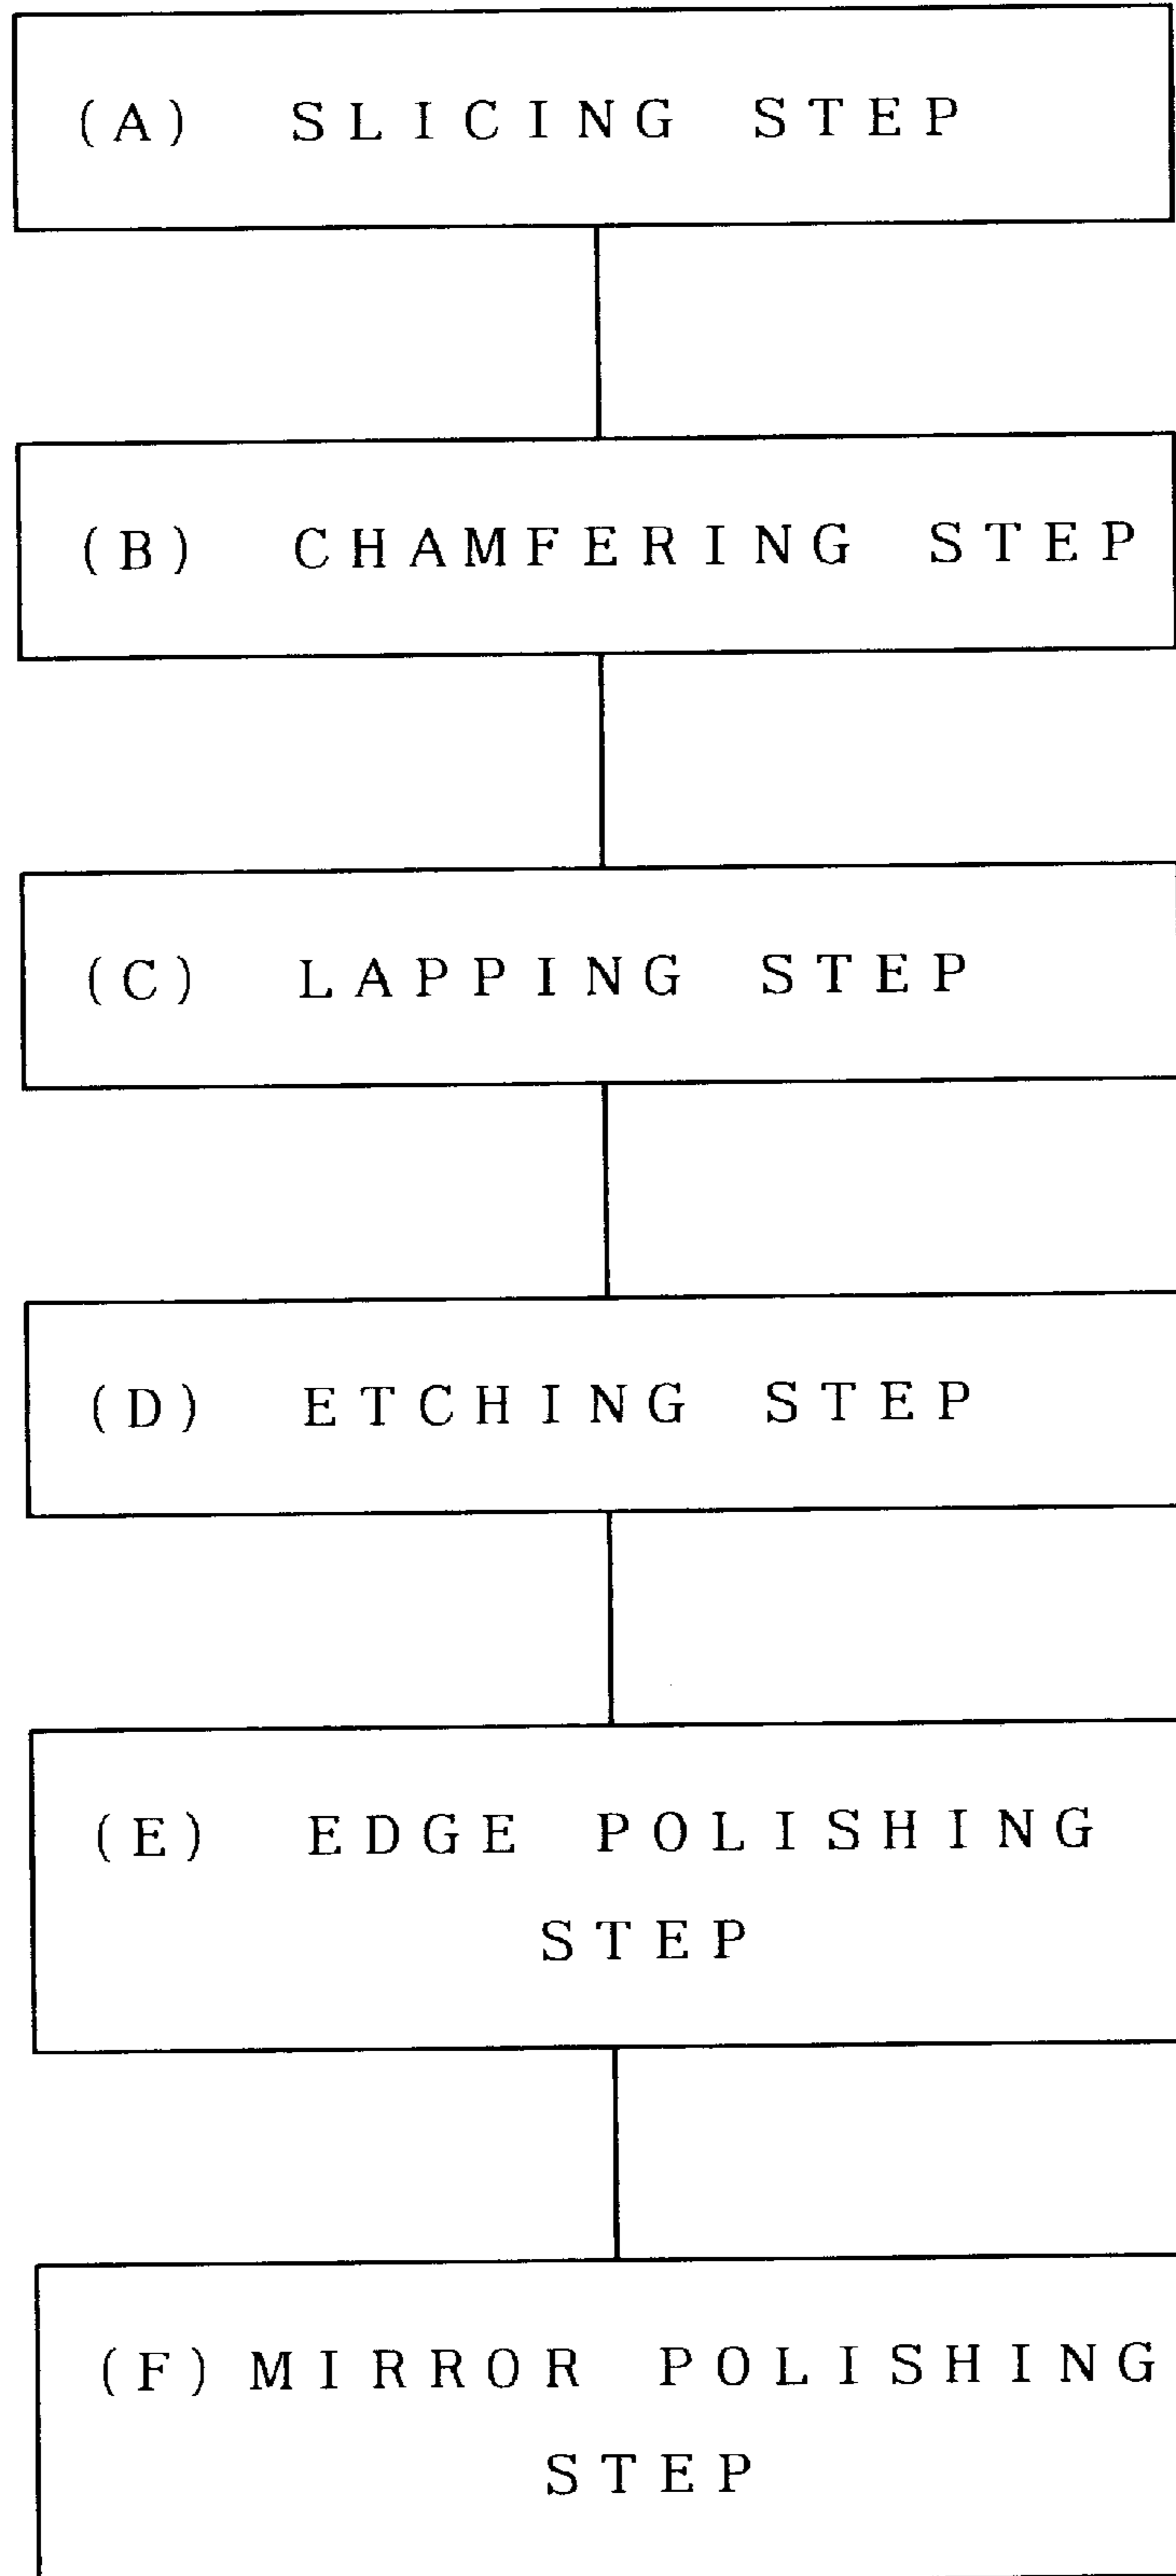 (A) SLICING STEP
(B) CHAMFERING STEP
(C) LAPPING STEP
(D) ETCHING STEP
(E) EDGE POLISHING
STEP
(F) MIRROR POLISHING
STEP